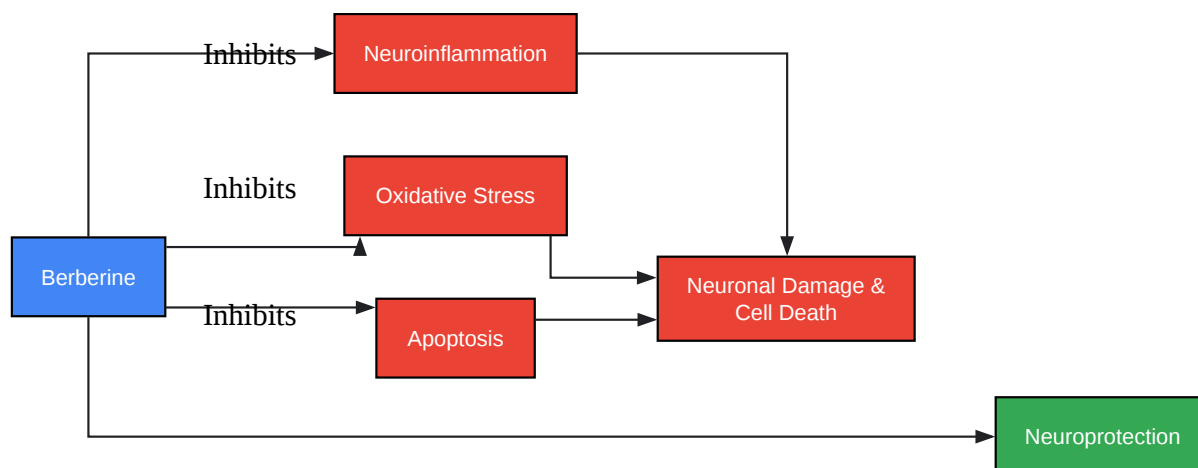 Inhibits
Neuroinflammation
Inhibits
Oxidative Stress
Berberine
Neuronal Damage &
Cell Death
Inhibits
Apoptosis
Neuroprotection